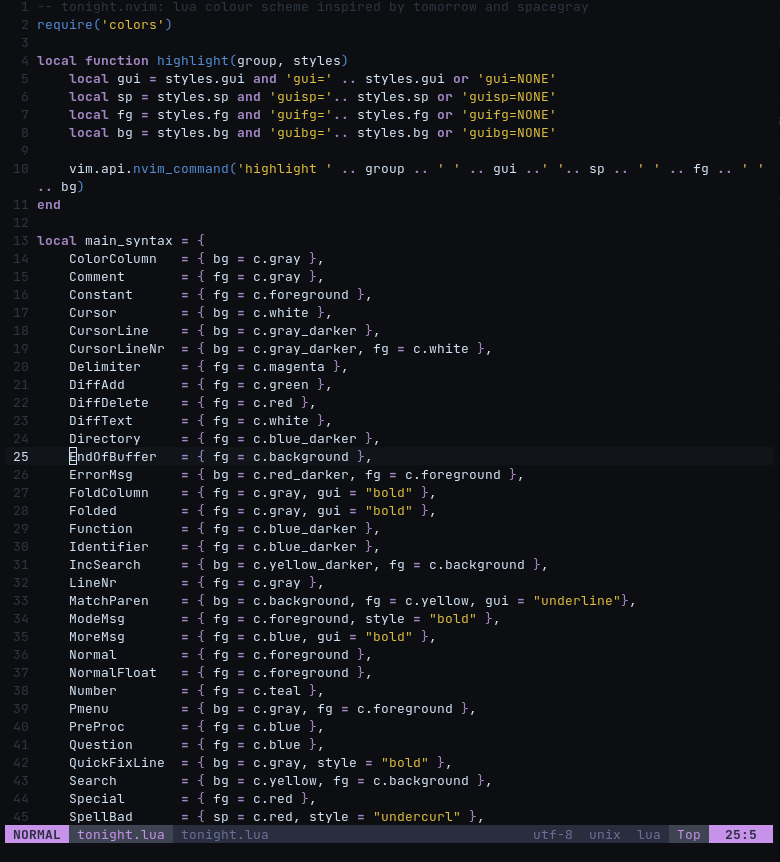 1 -- tonight.nvim: lua colour scheme inspired by tomorrow and spacegray
2 require('colors')
3
4 local function highlight(group, styles)
5     local gui = styles.gui and 'gui=' .. styles.gui or 'gui=NONE'
6     local sp = styles.sp and 'guisp='.. styles.sp or 'guisp=NONE'
7     local fg = styles.fg and 'guifg='.. styles.fg or 'guifg=NONE'
8     local bg = styles.bg and 'guibg='.. styles.bg or 'guibg=NONE'
9
10     vim.api.nvim_command('highlight ' .. group .. ' ' .. gui ..' '.. sp .. ' ' .. fg .. ' '
.. bg)
11 end
12
13 local main_syntax = {
14     ColorColumn   = { bg = c.gray },
15     Comment       = { fg = c.gray },
16     Constant      = { fg = c.foreground },
17     Cursor        = { bg = c.white },
18     CursorLine    = { bg = c.gray_darker },
19     CursorLineNr  = { bg = c.gray_darker, fg = c.white },
20     Delimiter     = { fg = c.magenta },
21     DiffAdd       = { fg = c.green },
22     DiffDelete    = { fg = c.red },
23     DiffText      = { fg = c.white },
24     Directory     = { fg = c.blue_darker },
25     EndOfBuffer   = { fg = c.background },
26     ErrorMsg      = { bg = c.red_darker, fg = c.foreground },
27     FoldColumn    = { fg = c.gray, gui = "bold" },
28     Folded        = { fg = c.gray, gui = "bold" },
29     Function      = { fg = c.blue_darker },
30     Identifier    = { fg = c.blue_darker },
31     IncSearch     = { bg = c.yellow_darker, fg = c.background },
32     LineNr        = { fg = c.gray },
33     MatchParen    = { bg = c.background, fg = c.yellow, gui = "underline"},
34     ModeMsg       = { fg = c.foreground, style = "bold" },
35     MoreMsg       = { fg = c.blue, gui = "bold" },
36     Normal        = { fg = c.foreground },
37     NormalFloat   = { fg = c.foreground },
38     Number        = { fg = c.teal },
39     Pmenu         = { bg = c.gray, fg = c.foreground },
40     PreProc       = { fg = c.blue },
41     Question      = { fg = c.blue },
42     QuickFixLine  = { bg = c.gray, style = "bold" },
43     Search        = { bg = c.yellow, fg = c.background },
44     Special       = { fg = c.red },
45     SpellBad      = { sp = c.red, style = "undercurl" },
NORMAL tonight.lua tonight.lua utf-8 unix lua Top 25:5